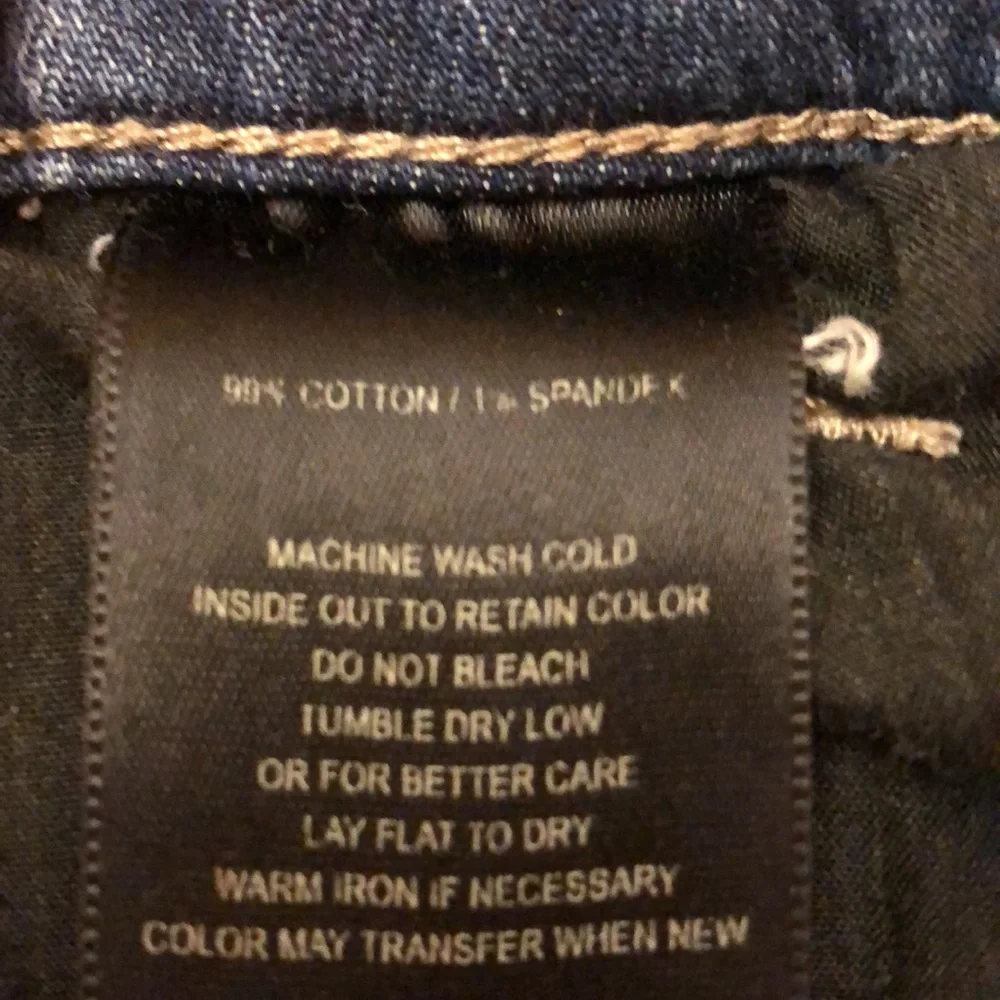 99% COTTON / 1% SPANDEX
MACHINE WASH COLD
INSIDE OUT TO RETAIN COLOR
DO NOT BLEACH
TUMBLE DRY LOW
OR FOR BETTER CARE
LAY FLAT TO DRY
WARM IRON IF NECESSARY
COLOR MAY TRANSFER WHEN NEW